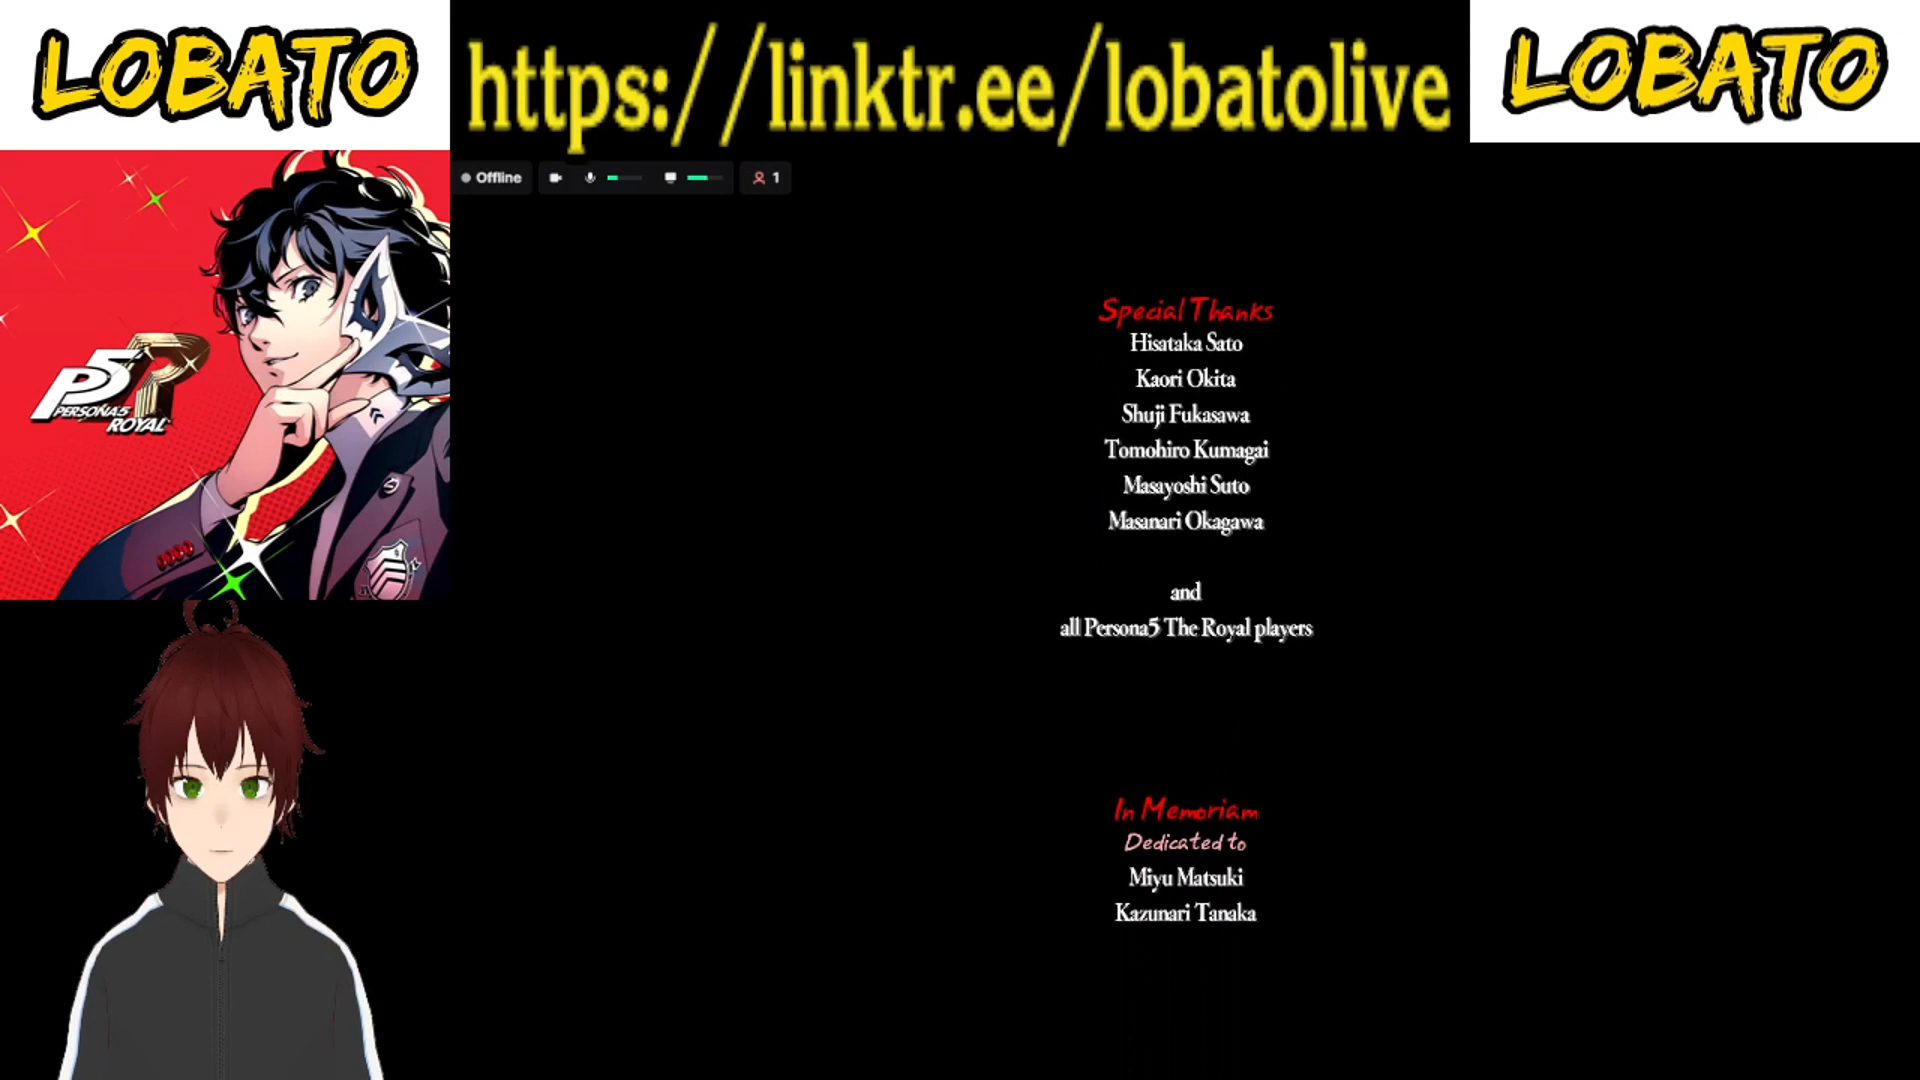 LOBATO
https://linktr.ee/lobatolive
LOBATO
Offline
1
P5R
PERSONA5
ROYAL
Special Thanks
Hisataka Sato
Kaori Okita
Shuji Fukasawa
Tomohiro Kumagai
Masayoshi Suto
Masanari Okagawa
and
all Persona5 The Royal players
In Memoriam
Dedicated to
Miyu Matsuki
Kazunari Tanaka